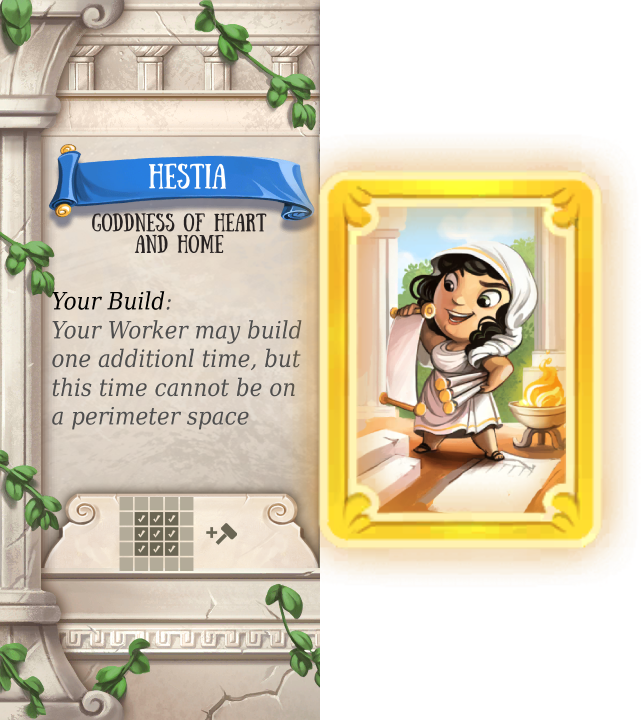 HESTIA
GODDNESS OF HEART
AND HOME
Your Build:
Your Worker may build
one additionl time, but
this time cannot be on
a perimeter space
+